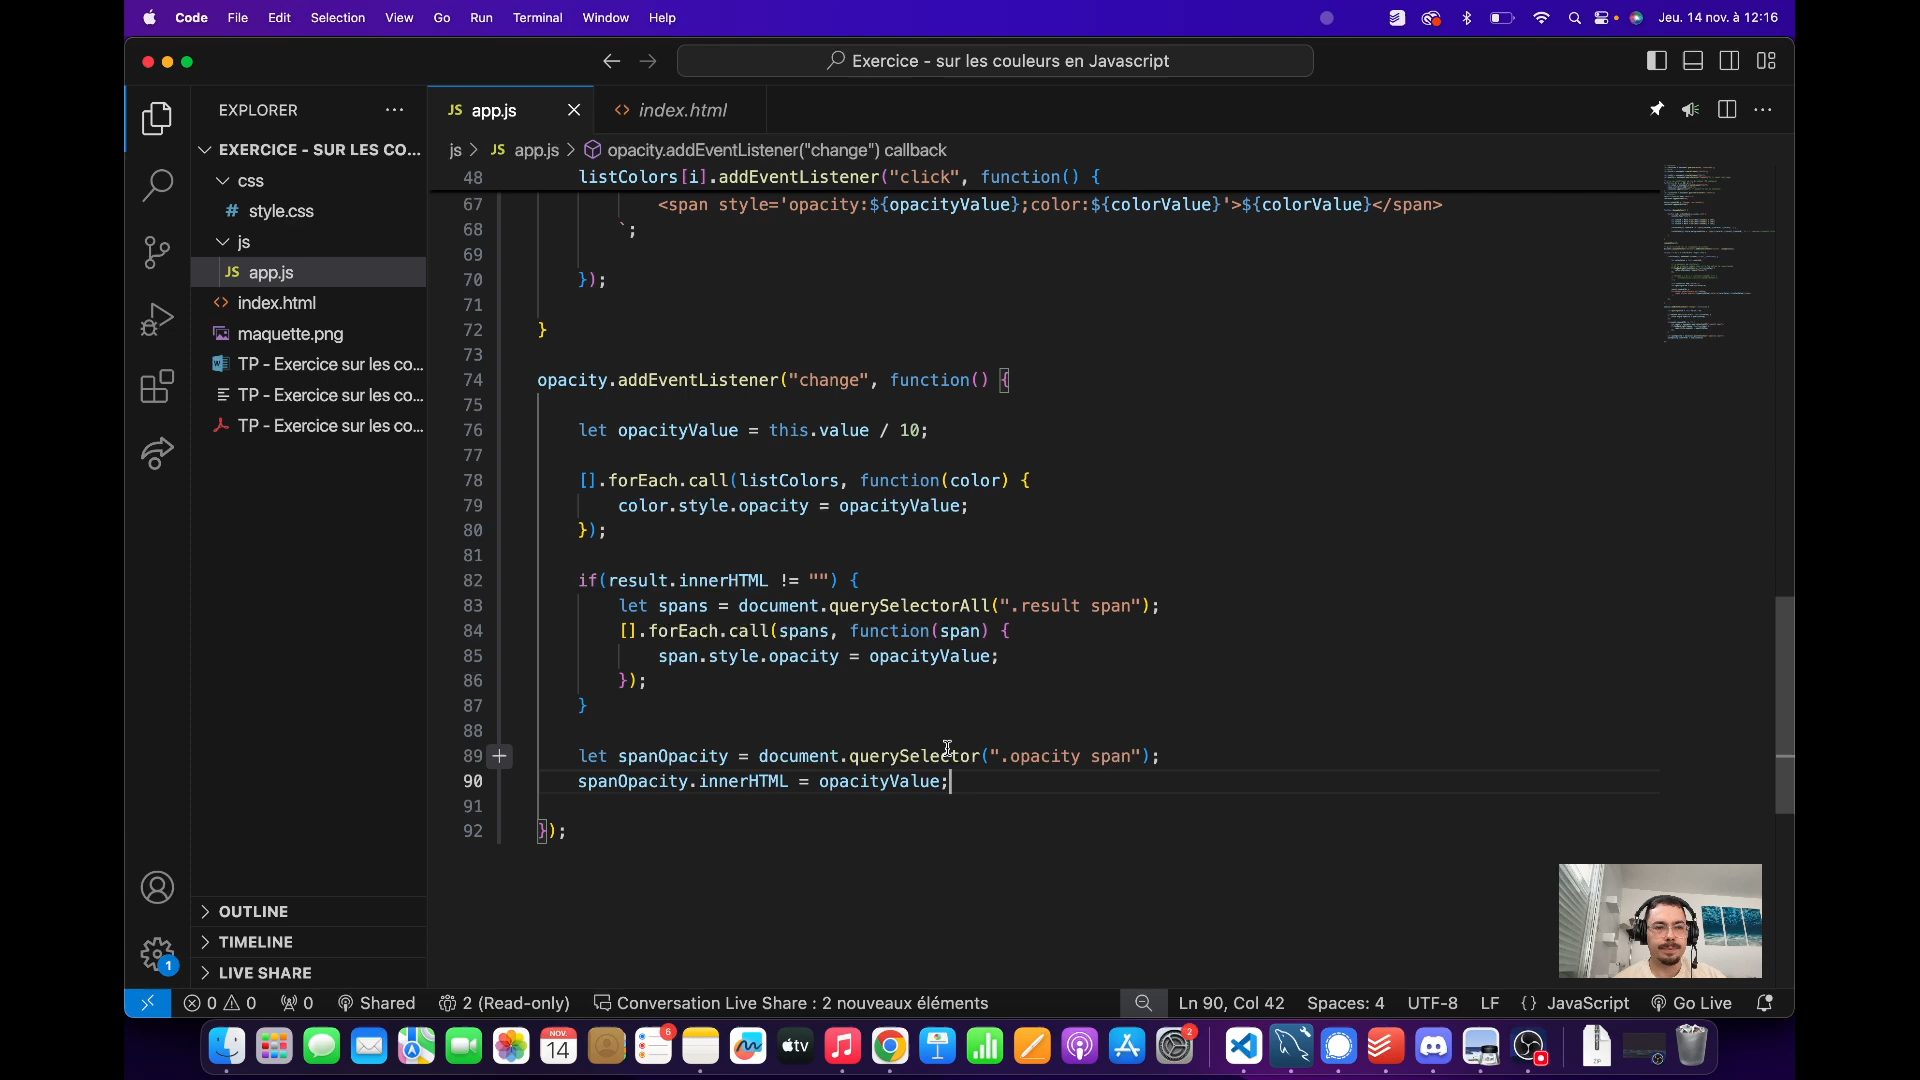 Code File Edit Selection View Go Run Terminal Window Help
Jeu. 14 nov. à 12:16
Exercice - sur les couleurs en Javascript
EXPLORER
JS app.js
<> index.html
EXERCICE - SUR LES CO...
js > JS app.js > opacity.addEventListener("change") callback
css
# style.css
js
JS app.js
<> index.html
maquette.png
TP - Exercice sur les co...
TP - Exercice sur les co...
TP - Exercice sur les co...
48 listColors[i].addEventListener("click", function() {
67 <span style='opacity:${opacityValue};color:${colorValue}'>${colorValue}</span>
68 `;
69
70 });
71
72 }
73
74 opacity.addEventListener("change", function() {
75
76 let opacityValue = this.value / 10;
77
78 [].forEach.call(listColors, function(color) {
79 color.style.opacity = opacityValue;
80 });
81
82 if(result.innerHTML != "") {
83 let spans = document.querySelectorAll(".result span");
84 [].forEach.call(spans, function(span) {
85 span.style.opacity = opacityValue;
86 });
87 }
88
89 let spanOpacity = document.querySelector(".opacity span");
90 spanOpacity.innerHTML = opacityValue;
91
92 });
OUTLINE
TIMELINE
LIVE SHARE
1
0 0 0 Shared 2 (Read-only) Conversation Live Share : 2 nouveaux éléments
Ln 90, Col 42 Spaces: 4 UTF-8 LF {} JavaScript Go Live
NOV.
14
6
tv
2
ZIP